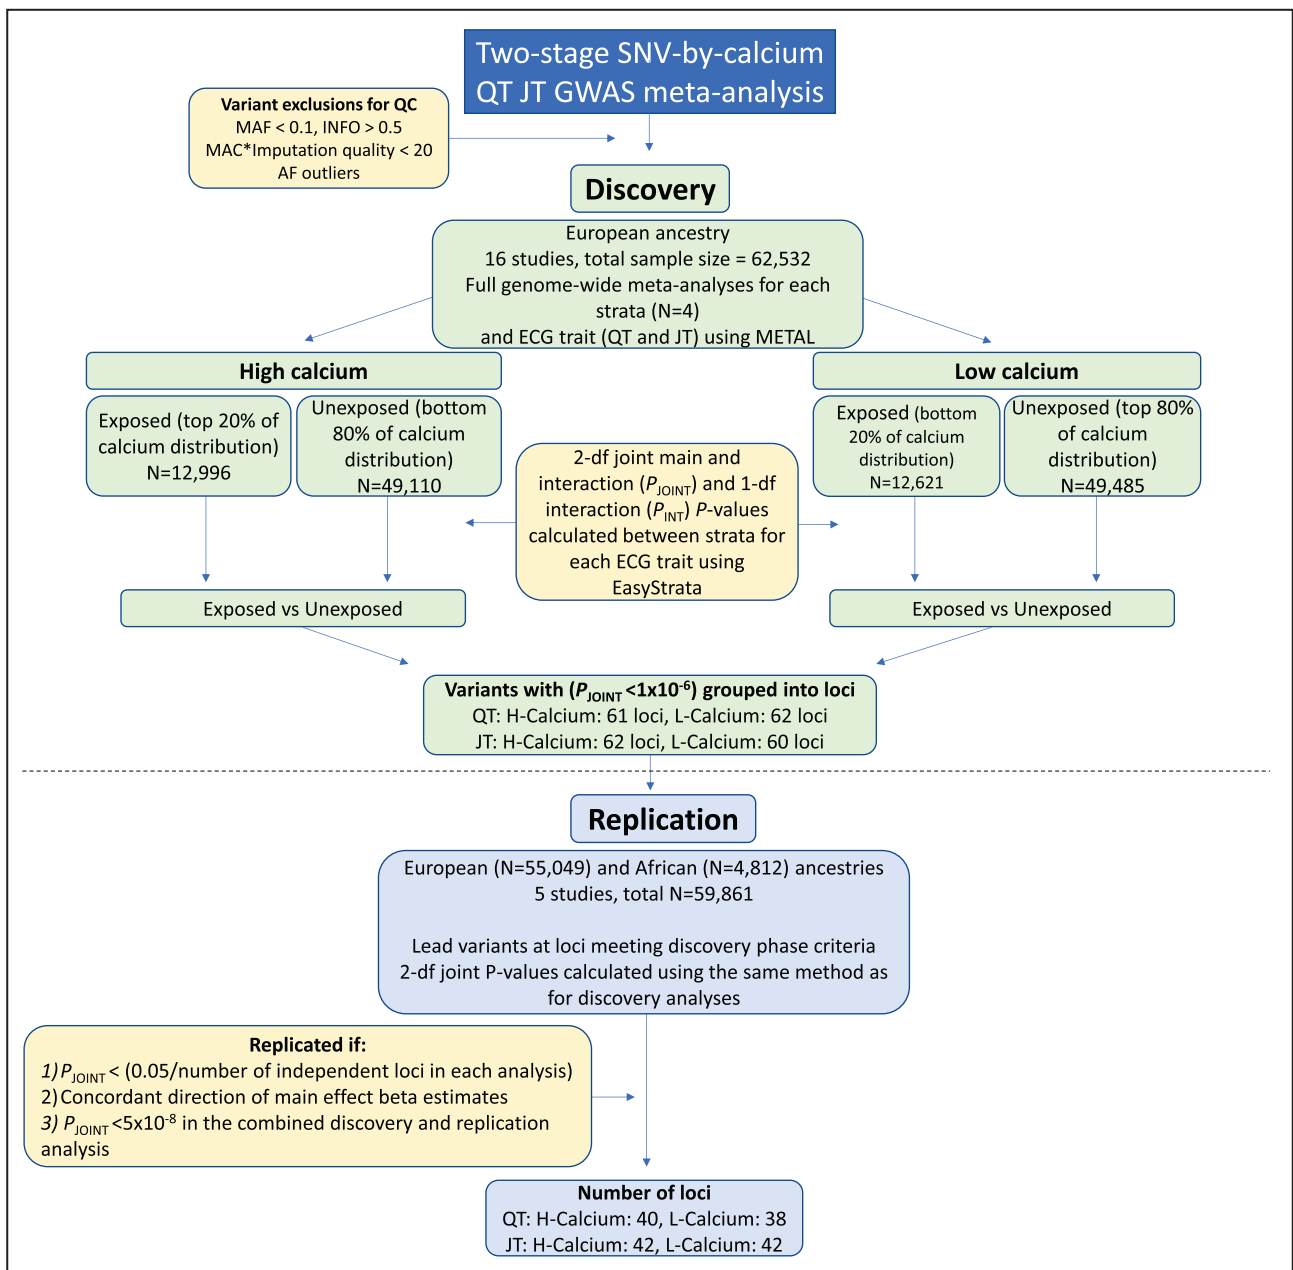 Two-stage SNV-by-calcium
QT JT GWAS meta-analysis
Variant exclusions for QC
MAF < 0.1, INFO > 0.5
MAC*Imputation quality < 20
AF outliers
Discovery
European ancestry
16 studies, total sample size = 62,532
Full genome-wide meta-analyses for each
strata (N=4)
and ECG trait (QT and JT) using METAL
High calcium
Exposed (top 20% of
calcium distribution)
N=12,996
Unexposed (bottom
80% of calcium
distribution)
N=49,110
Low calcium
Exposed (bottom
20% of calcium
distribution)
N=12,621
Unexposed (top 80%
of calcium
distribution)
N=49,485
2-df joint main and
interaction (P_JOINT) and 1-df
interaction (P_INT) P-values
calculated between strata for
each ECG trait using
EasyStrata
Exposed vs Unexposed
Exposed vs Unexposed
Variants with (P_JOINT <1x10^-6) grouped into loci
QT: H-Calcium: 61 loci, L-Calcium: 62 loci
JT: H-Calcium: 62 loci, L-Calcium: 60 loci
Replication
European (N=55,049) and African (N=4,812) ancestries
5 studies, total N=59,861
Lead variants at loci meeting discovery phase criteria
2-df joint P-values calculated using the same method as
for discovery analyses
Replicated if:
1) P_JOINT < (0.05/number of independent loci in each analysis)
2) Concordant direction of main effect beta estimates
3) P_JOINT <5x10^-8 in the combined discovery and replication
analysis
Number of loci
QT: H-Calcium: 40, L-Calcium: 38
JT: H-Calcium: 42, L-Calcium: 42